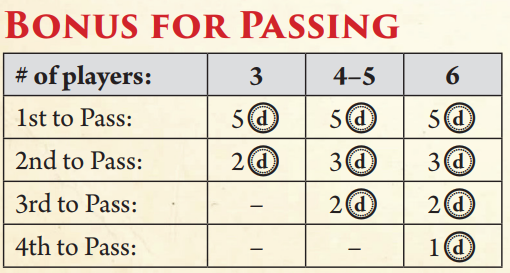 BONUS FOR PASSING
# of players: 3 4–5 6
1st to Pass: 5 d 5 d 5 d
2nd to Pass: 2 d 3 d 3 d
3rd to Pass: – 2 d 2 d
4th to Pass: – – 1 d